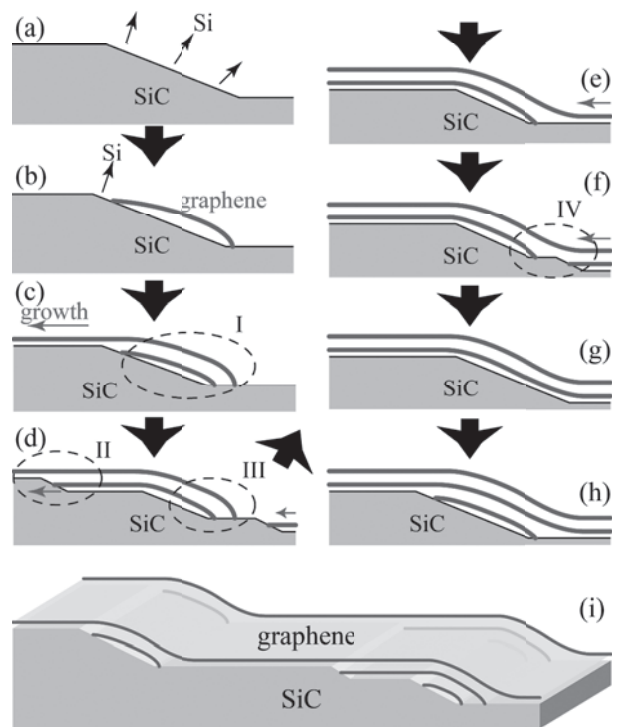 (a)
Si
SiC
(b)
Si
graphene
SiC
(c)
growth
I
SiC
(d)
II
III
SiC
(e)
SiC
(f)
IV
SiC
(g)
SiC
(h)
SiC
(i)
graphene
SiC